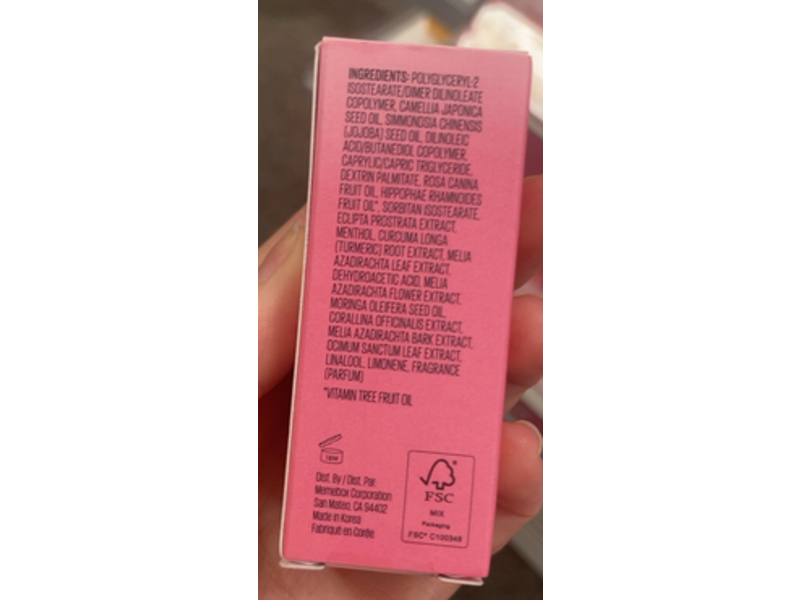 INGREDIENTS: POLYGLYCERYL-2
ISOSTEARATE/DIMER DILINOLEATE
COPOLYMER, CAMELLIA JAPONICA
SEED OIL, SIMMONDSIA CHINENSIS
(JOJOBA) SEED OIL, DILINOLEIC
ACID/BUTANEDIOL COPOLYMER,
CAPRYLIC/CAPRIC TRIGLYCERIDE,
DEXTRIN PALMITATE, ROSA CANINA
FRUIT OIL, HIPPOPHAE RHAMNOIDES
FRUIT OIL*, SORBITAN ISOSTEARATE,
ECLIPTA PROSTRATA EXTRACT,
MENTHOL, CURCUMA LONGA
(TURMERIC) ROOT EXTRACT, MELIA
AZADIRACHTA LEAF EXTRACT,
DEHYDROACETIC ACID, MELIA
AZADIRACHTA FLOWER EXTRACT,
MORINGA OLEIFERA SEED OIL,
CORALLINA OFFICINALIS EXTRACT,
MELIA AZADIRACHTA BARK EXTRACT,
OCIMUM SANCTUM LEAF EXTRACT,
LINALOOL, LIMONENE, FRAGRANCE
(PARFUM)
*VITAMIN TREE FRUIT OIL
18M
Dist. By / Dist. Par.
Memebox Corporation
San Mateo, CA 94402
Made in Korea
Fabriqué en Corée
FSC
MIX
Packaging
FSC® C100349